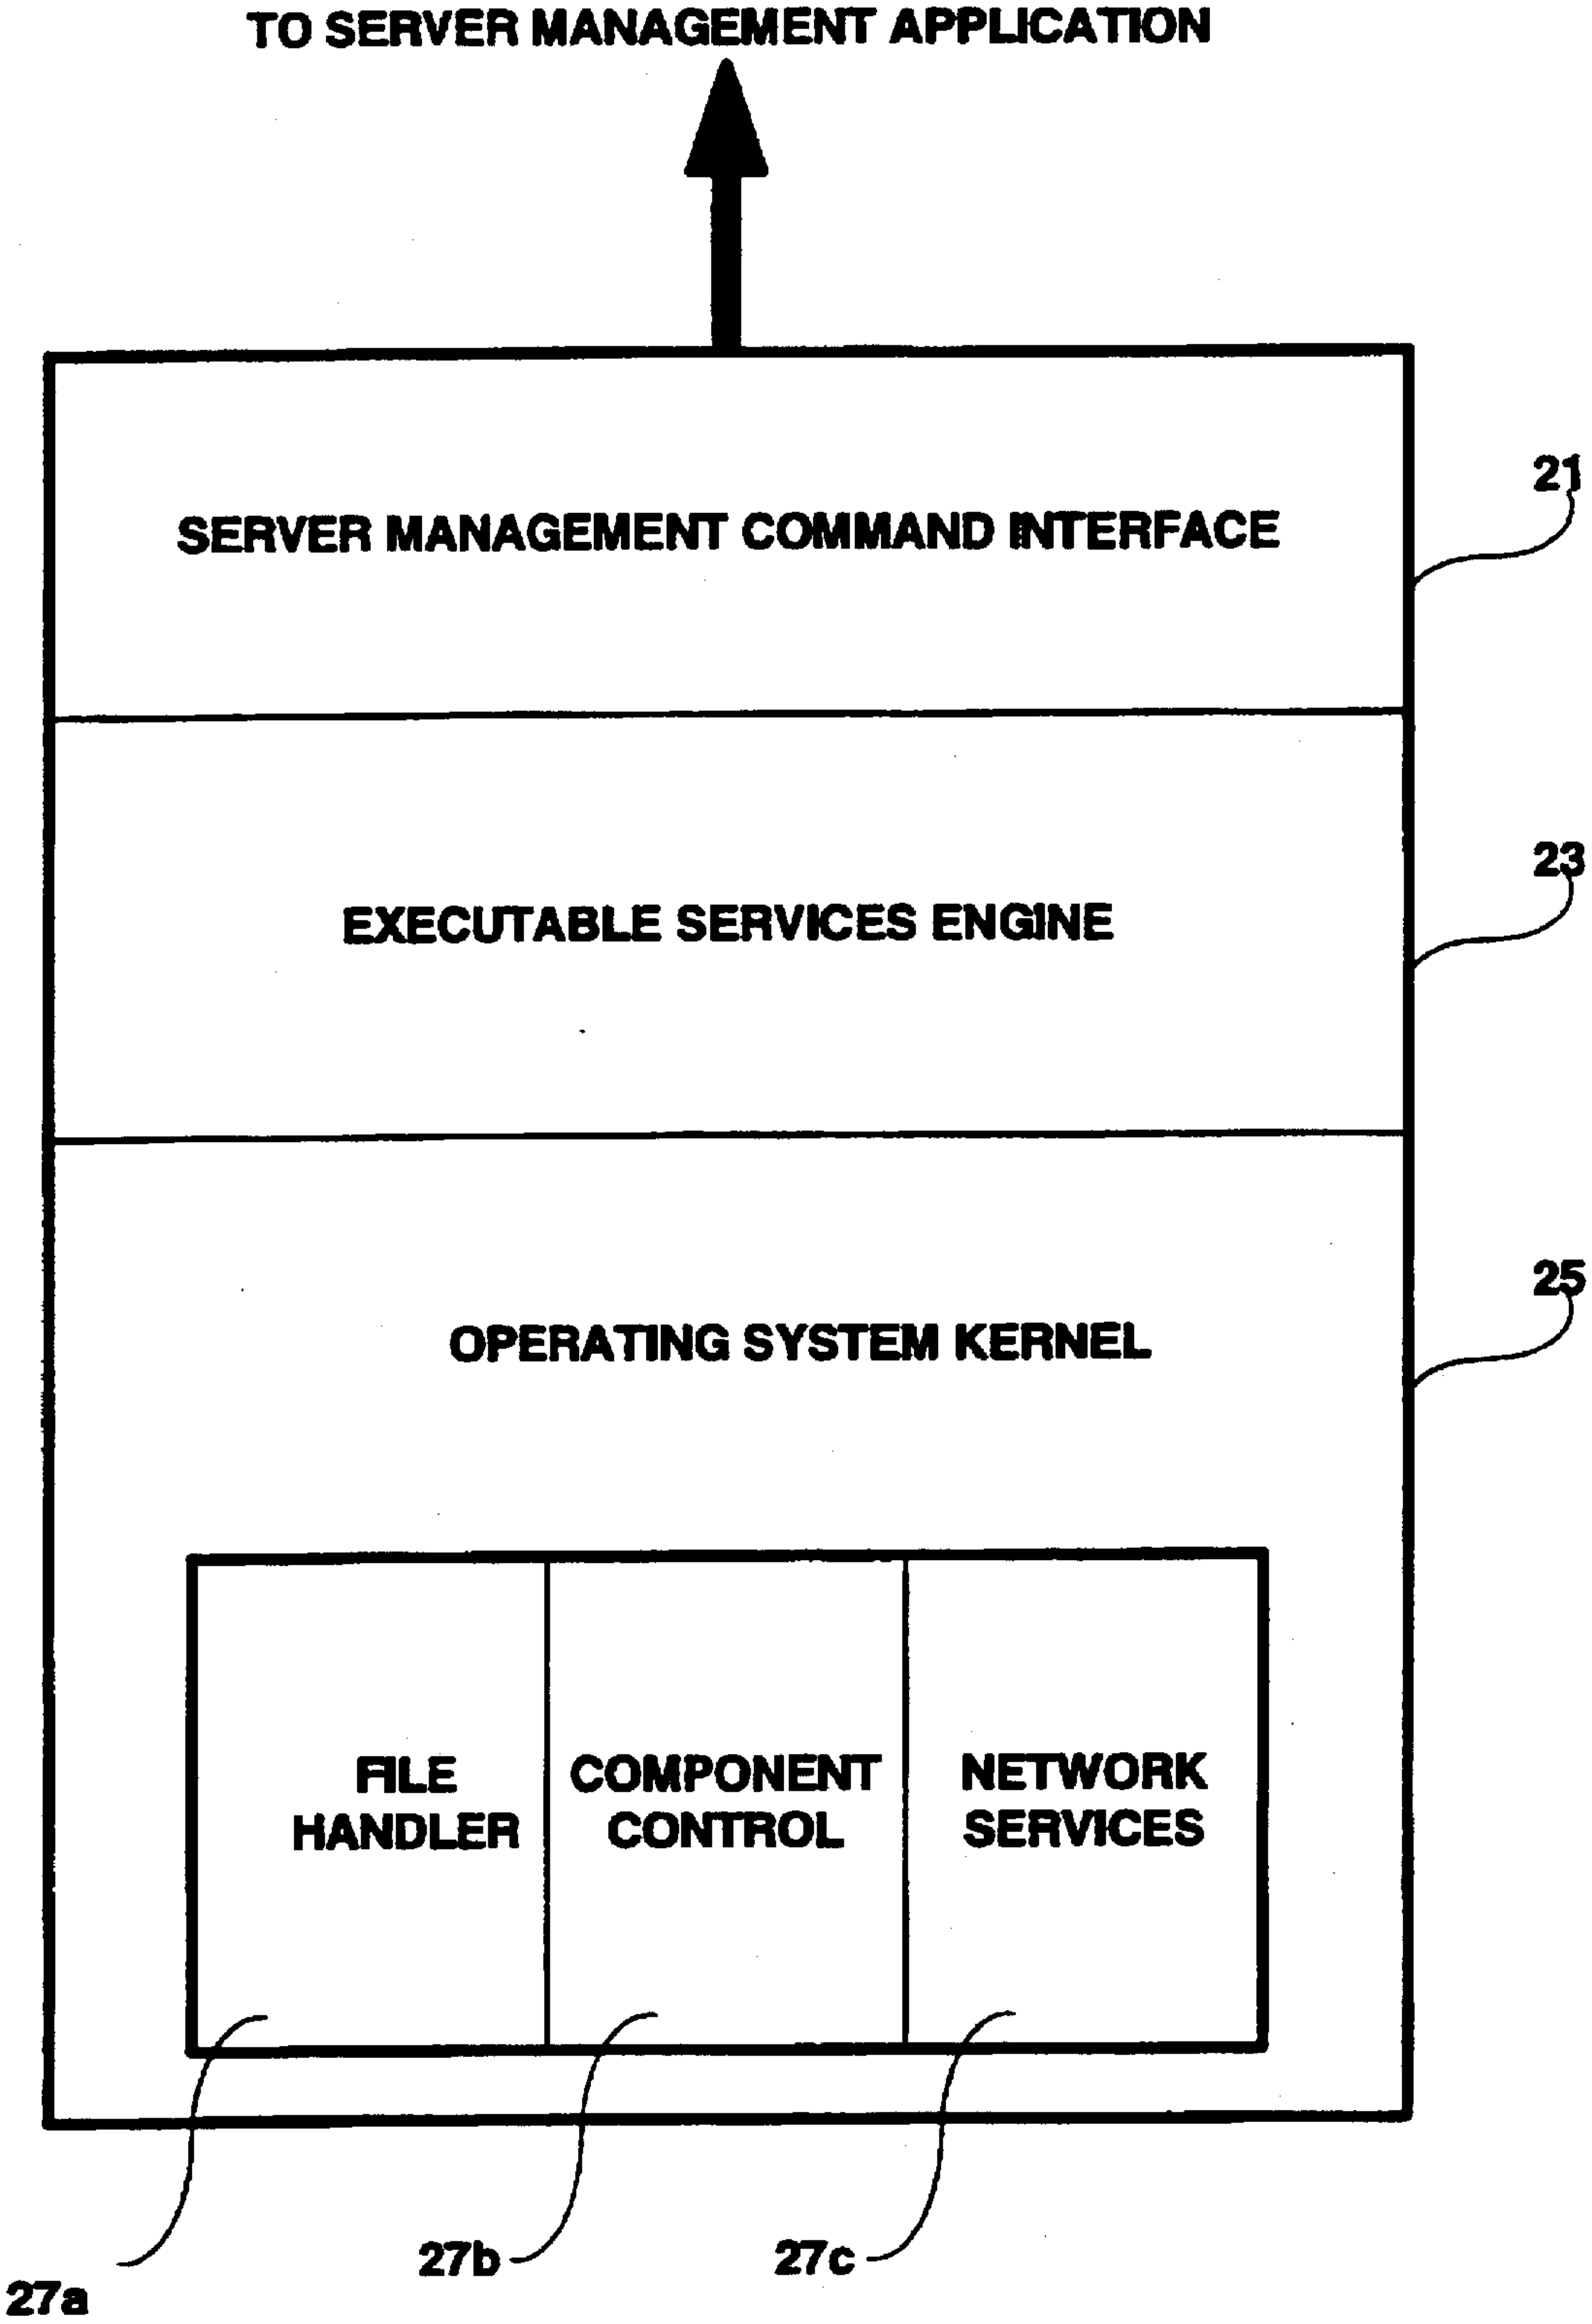 TO SERVER MANAGEMENT APPLICATION
21
SERVER MANAGEMENT COMMAND INTERFACE
23
EXECUTABLE SERVICES ENGINE
25
OPERATING SYSTEM KERNEL
FILE
HANDLER
COMPONENT
CONTROL
NETWORK
SERVICES
27a
27b
27c